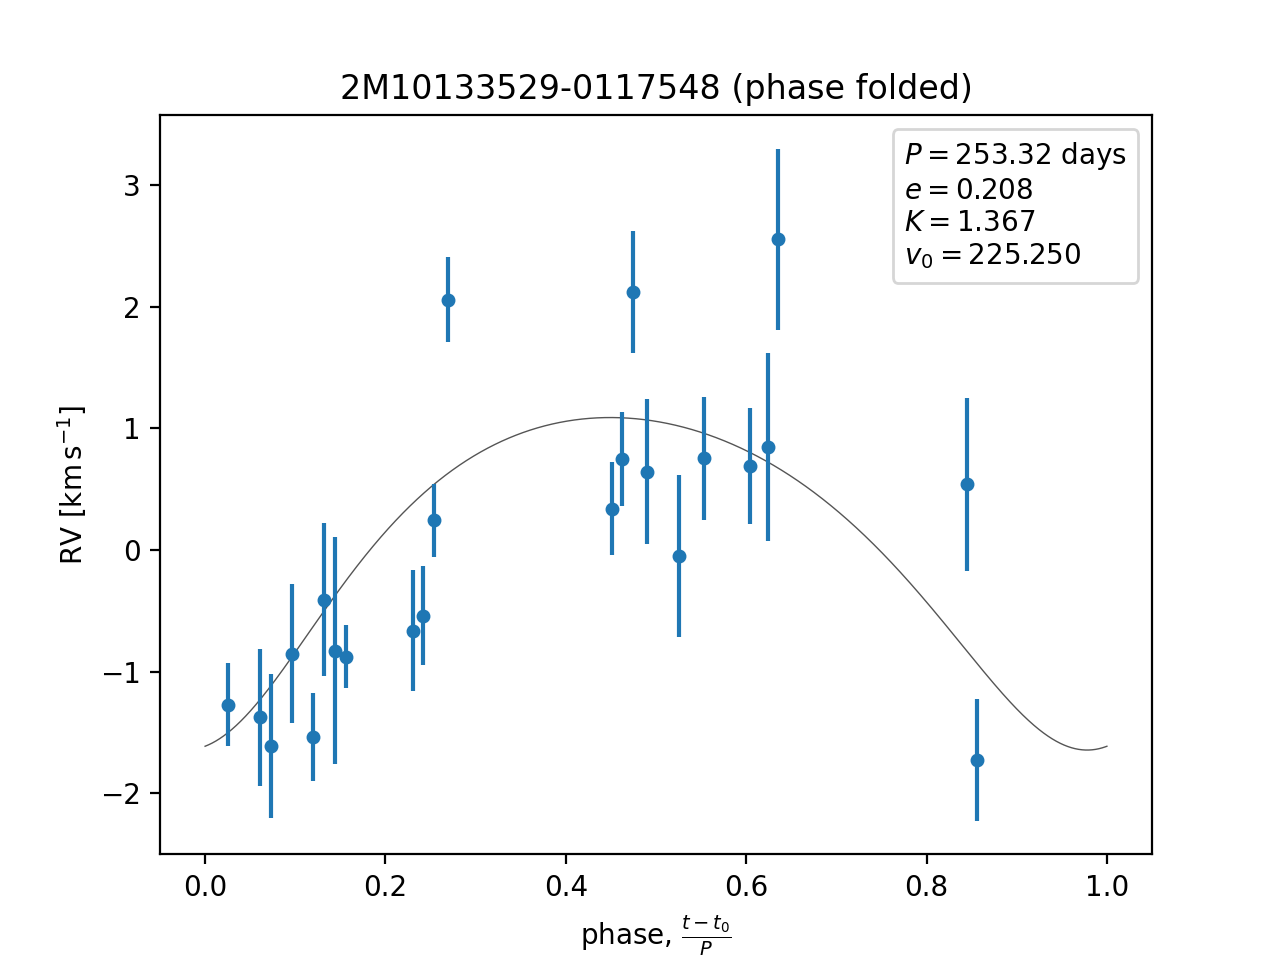 2M10133529-0117548 (phase folded)
P = 253.32 days
e = 0.208
K = 1.367
v₀ = 225.250
3
2
1
0
−1
−2
RV [km s⁻¹]
0.0 0.2 0.4 0.6 0.8 1.0
phase, (t − t₀)/P